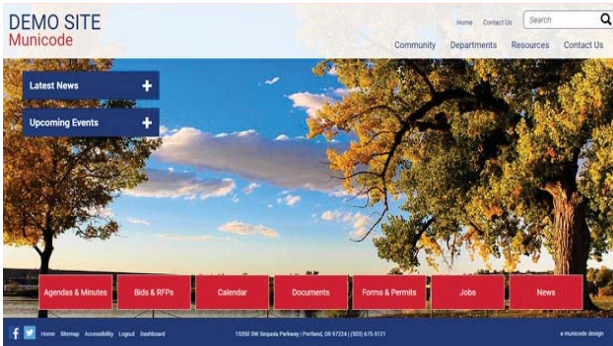 DEMO SITE
Municode
Home Contact Us Search
Community Departments Resources Contact Us
Latest News +
Upcoming Events +
Agendas & Minutes Bids & RFPs Calendar Documents Forms & Permits Jobs News
Home Sitemap Accessibility Logout Dashboard 15350 SW Sequoia Parkway | Portland, OR 97224 | (503) 675-5121 a municode design